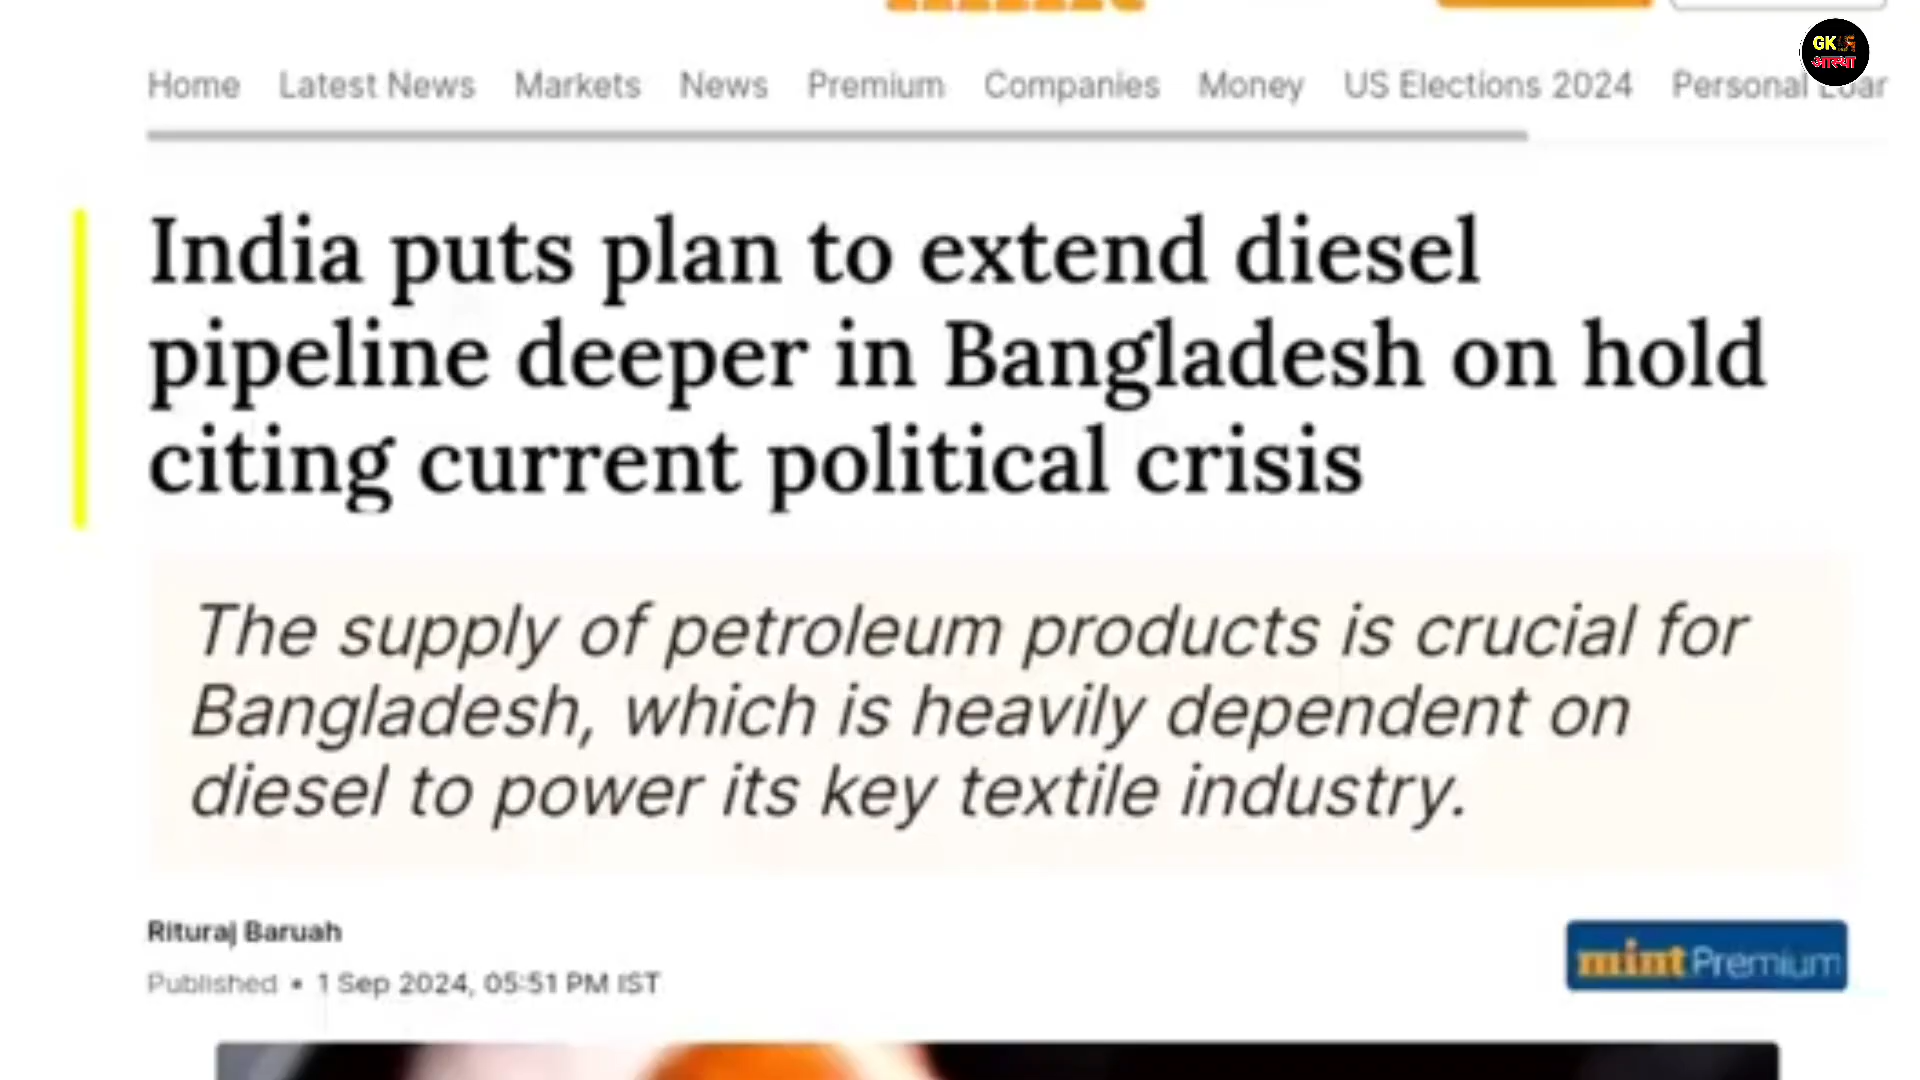 GK
आस्था
Home Latest News Markets News Premium Companies Money US Elections 2024 Personal
India puts plan to extend diesel
pipeline deeper in Bangladesh on hold
citing current political crisis
The supply of petroleum products is crucial for
Bangladesh, which is heavily dependent on
diesel to power its key textile industry.
Rituraj Baruah
mint Premium
Published • 1 Sep 2024, 05:51 PM IST